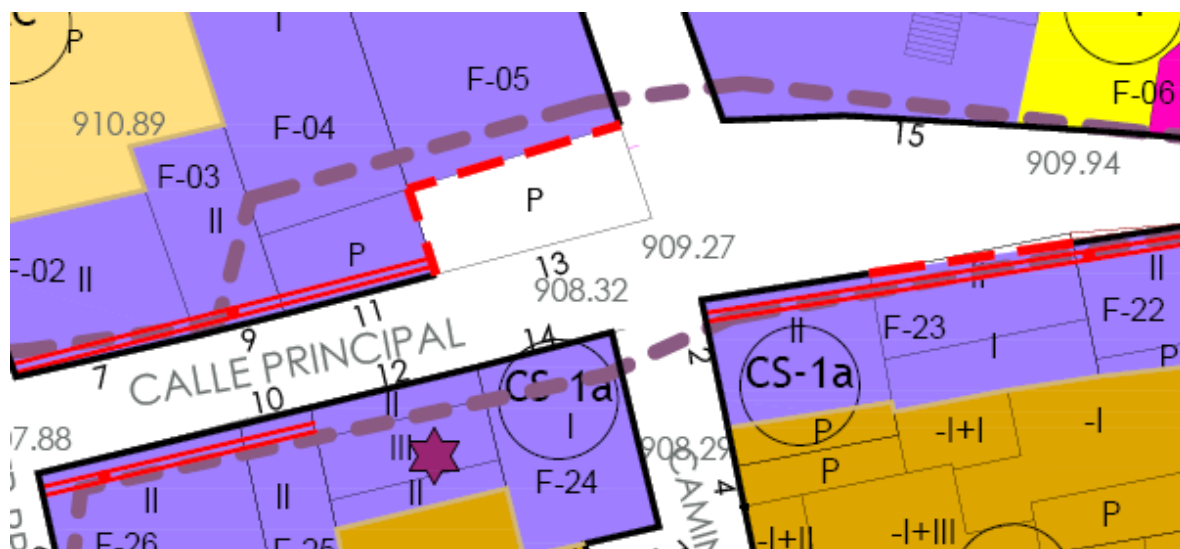 P
I
F-05
F-06
910.89
F-04
15
909.94
F-03
II
P
P
909.27
F-02
II
13
908.32
II
II
11
9
14
II
F-23
F-22
CALLE PRINCIPAL
7
12
2
I
P
10
II
CS-1a
CS-1a
I
P
-I+I
-I
III
908.29
P
II
II
II
F-24
4
P
F-26
-I+II
-I+III